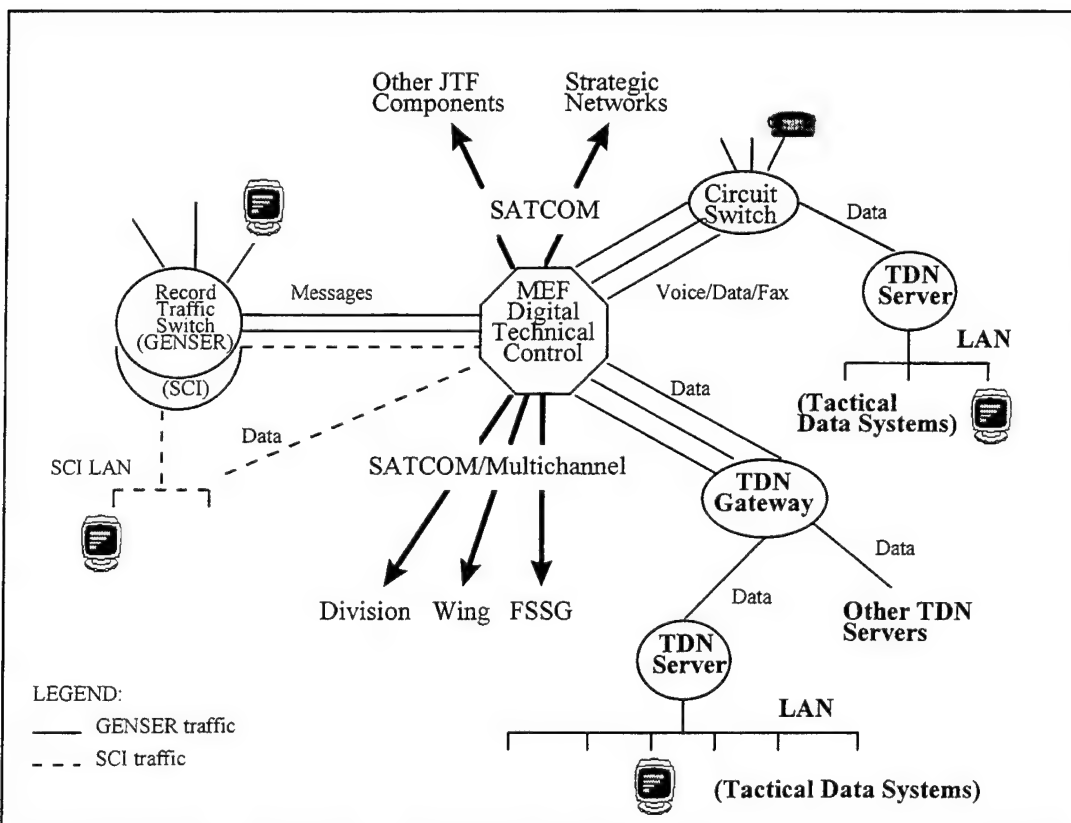 Other JTF
Components
Strategic
Networks
SATCOM
Circuit
Switch
Data
TDN
Server
LAN
(Tactical
Data Systems)
Record
Traffic
Switch
(GENSER)
(SCI)
Messages
MEF
Digital
Technical
Control
Voice/Data/Fax
Data
SCI LAN
Data
SATCOM/Multichannel
TDN
Gateway
Data
Other TDN
Servers
Data
Division
Wing
FSSG
TDN
Server
LAN
(Tactical Data Systems)
LEGEND:
GENSER traffic
SCI traffic